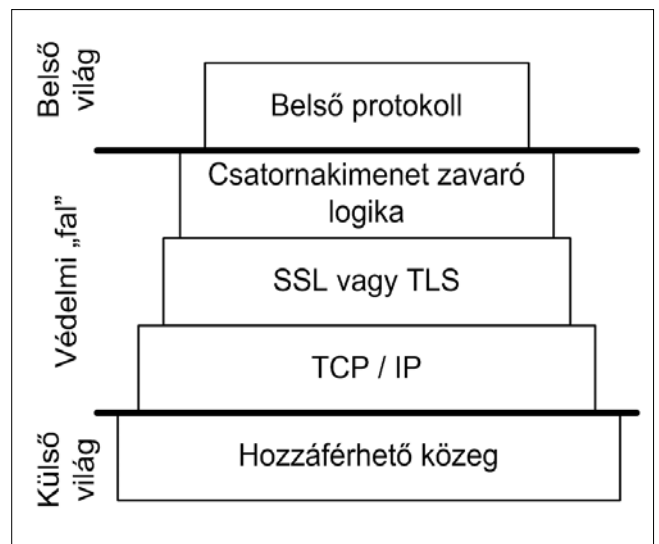 Belső
világ
Belső protokoll
Védelmi „fal”
Csatornakimenet zavaró
logika
SSL vagy TLS
TCP / IP
Külső
világ
Hozzáférhető közeg